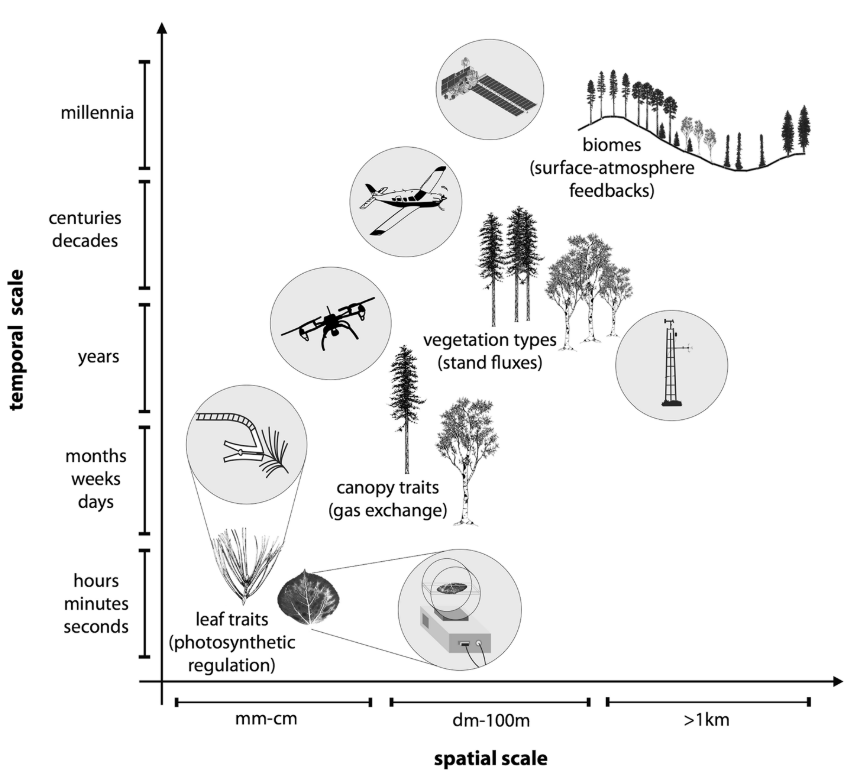 millennia
biomes
(surface-atmosphere
feedbacks)
centuries
decades
temporal scale
years
vegetation types
(stand fluxes)
months
weeks
days
canopy traits
(gas exchange)
hours
minutes
seconds
leaf traits
(photosynthetic
regulation)
mm-cm
dm-100m
>1km
spatial scale